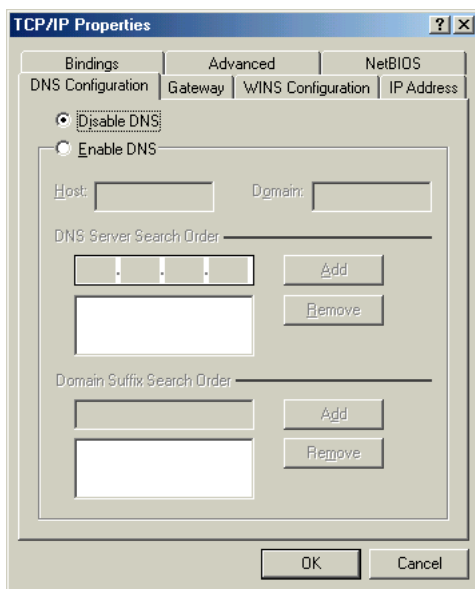 TCP/IP Properties
Bindings Advanced NetBIOS
DNS Configuration Gateway WINS Configuration IP Address
Disable DNS
Enable DNS
Host: Domain:
DNS Server Search Order
Add
Remove
Domain Suffix Search Order
Add
Remove
OK Cancel